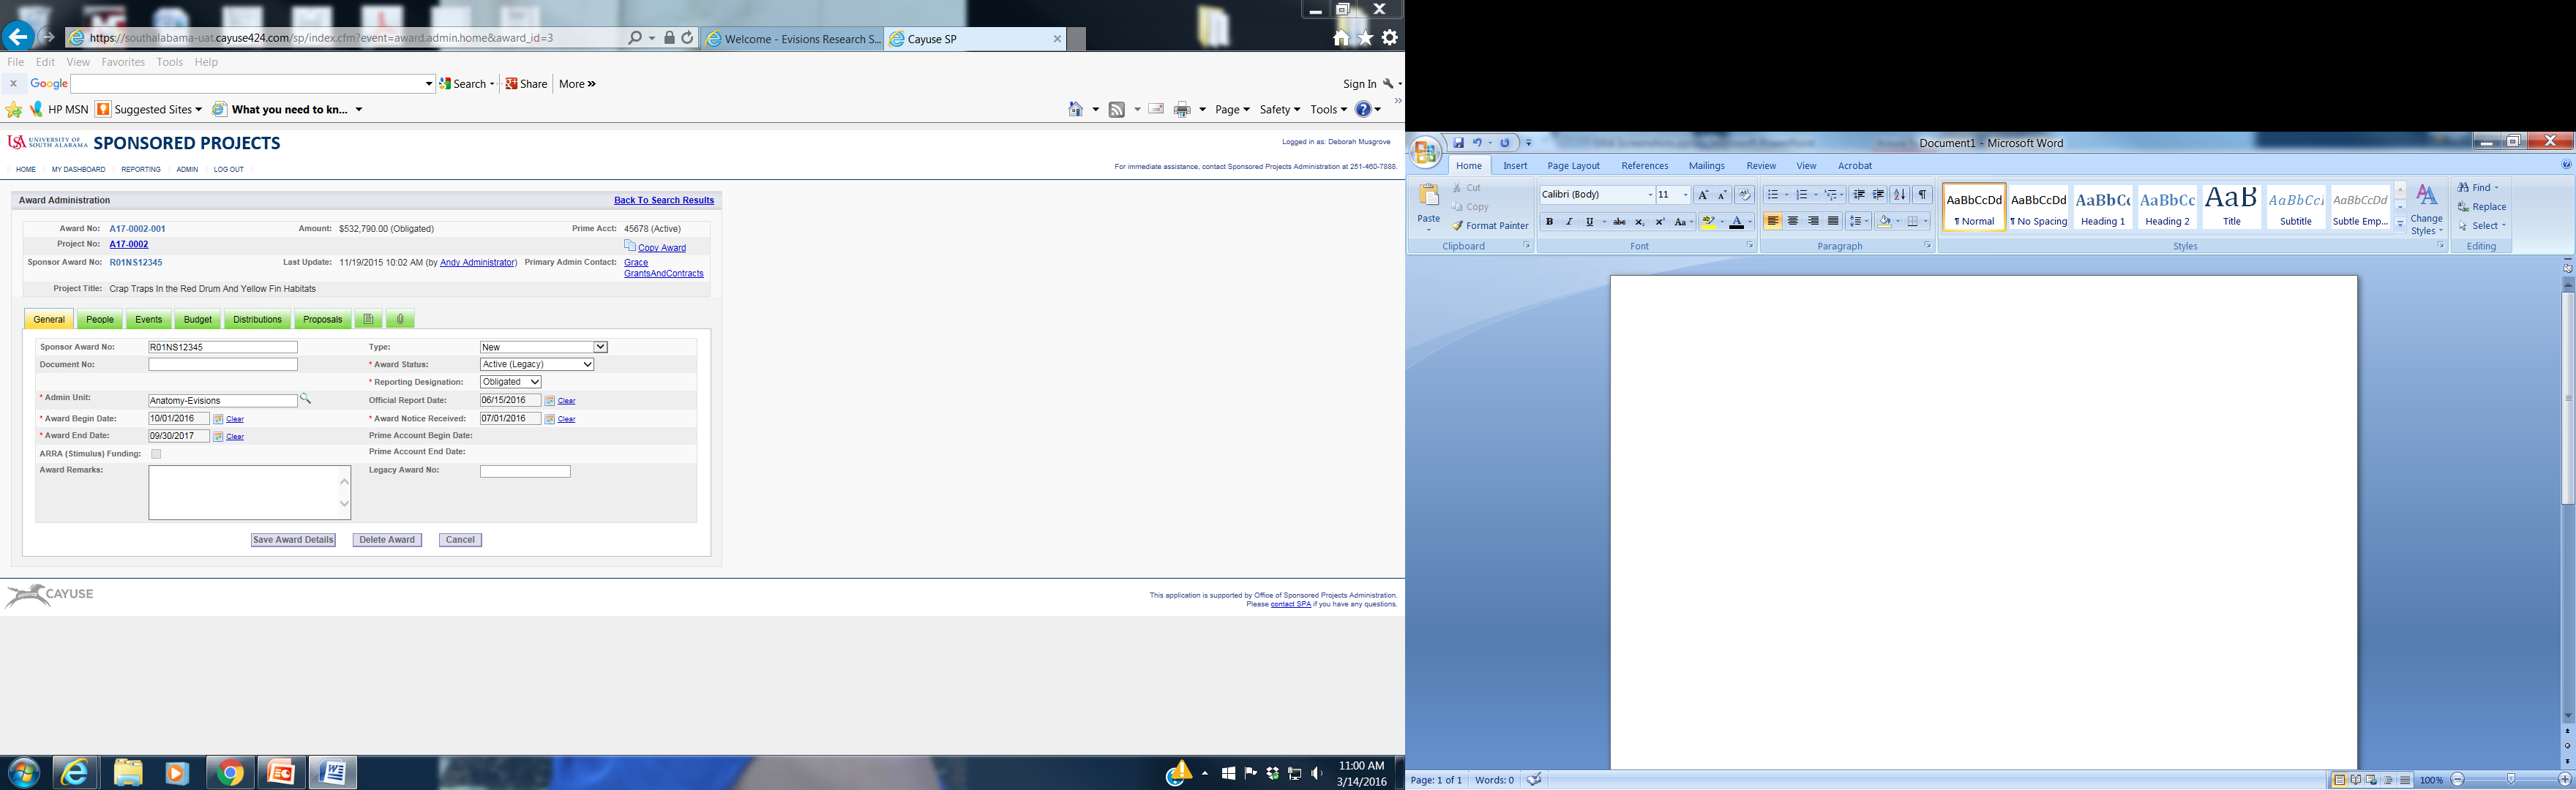 https://southalabama-uat.cayuse424.com/sp/index.cfm?event=award.admin.home&award_id=3
Welcome - Evisions Research S...
Cayuse SP
File Edit View Favorites Tools Help
x Google Search Share More »
Sign In
HP MSN Suggested Sites What you need to kn...
Page Safety Tools
USA UNIVERSITY OF SOUTH ALABAMA SPONSORED PROJECTS
Logged in as: Deborah Musgrove
HOME MY DASHBOARD REPORTING ADMIN LOG OUT
For immediate assistance, contact Sponsored Projects Administration at 251-460-7888.
Award Administration Back To Search Results
Award No: A17-0002-001 Amount: $532,790.00 (Obligated) Prime Acct: 45678 (Active)
Project No: A17-0002 Copy Award
Sponsor Award No: R01NS12345 Last Update: 11/19/2015 10:02 AM (by Andy Administrator) Primary Admin Contact: Grace
GrantsAndContracts
Project Title: Crap Traps In the Red Drum And Yellow Fin Habitats
General People Events Budget Distributions Proposals
Sponsor Award No: R01NS12345 Type: New
Document No: * Award Status: Active (Legacy)
* Reporting Designation: Obligated
* Admin Unit: Anatomy-Evisions Official Report Date: 06/15/2016 Clear
* Award Begin Date: 10/01/2016 Clear * Award Notice Received: 07/01/2016 Clear
* Award End Date: 09/30/2017 Clear Prime Account Begin Date:
ARRA (Stimulus) Funding: Prime Account End Date:
Award Remarks: Legacy Award No:
Save Award Details Delete Award Cancel
CAYUSE
This application is supported by Office of Sponsored Projects Administration.
Please contact SPA if you have any questions.
11:00 AM
3/14/2016
Document1 - Microsoft Word
Home Insert Page Layout References Mailings Review View Acrobat
Paste
Cut
Copy
Format Painter
Clipboard
Calibri (Body) 11
B I U abc x₂ x² Aa
Font
Paragraph
AaBbCcDd AaBbCcDd AaBbCc AaBbCc AaB AaBbCc AaBbCcDd
¶ Normal ¶ No Spacing Heading 1 Heading 2 Title Subtitle Subtle Emp...
Change
Styles
Styles
Find
Replace
Select
Editing
Page: 1 of 1 Words: 0
100%